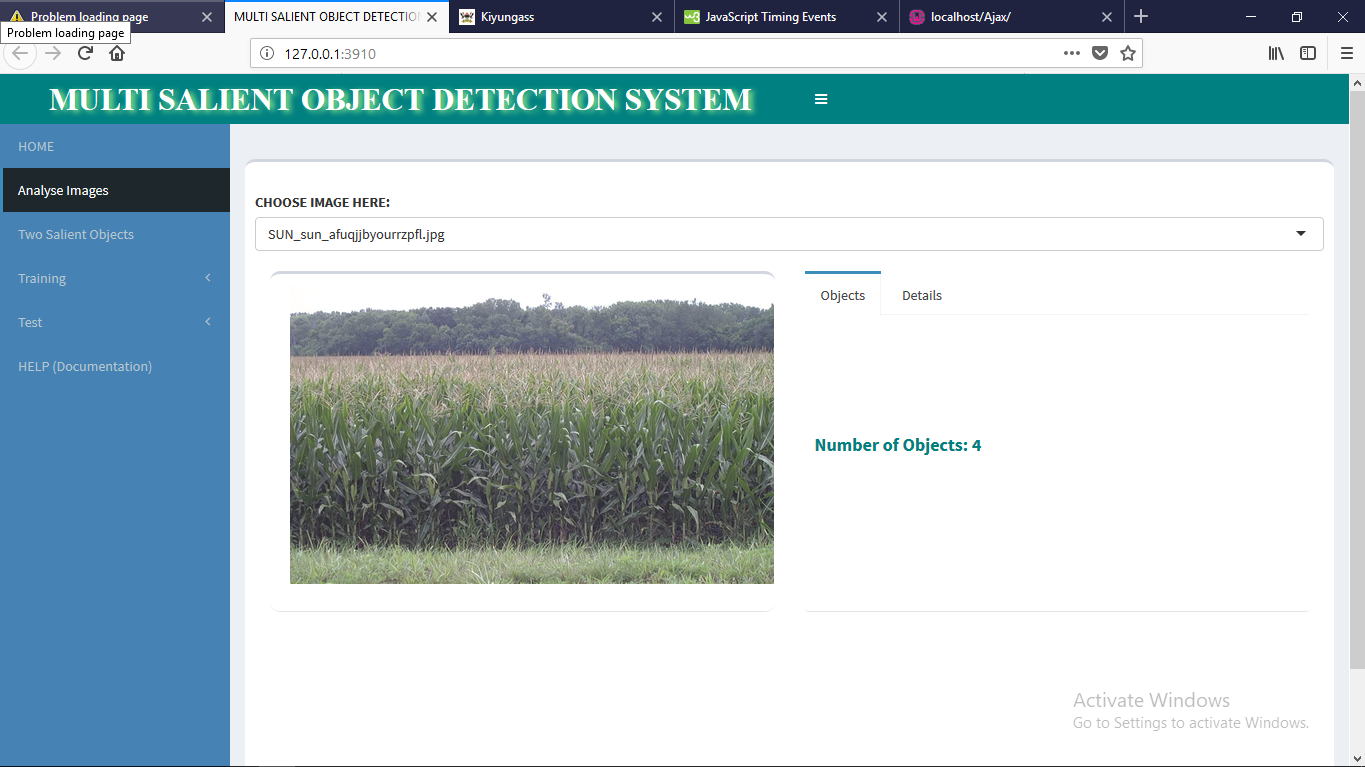 Problem loading page
MULTI SALIENT OBJECT DETECTIO
Kiyungass
JavaScript Timing Events
localhost/Ajax/
Problem loading page
127.0.0.1:3910
MULTI SALIENT OBJECT DETECTION SYSTEM
HOME
Analyse Images
Two Salient Objects
Training
Test
HELP (Documentation)
CHOOSE IMAGE HERE:
SUN_sun_afuqjjbyourrzpfl.jpg
Objects
Details
Number of Objects: 4
Activate Windows
Go to Settings to activate Windows.